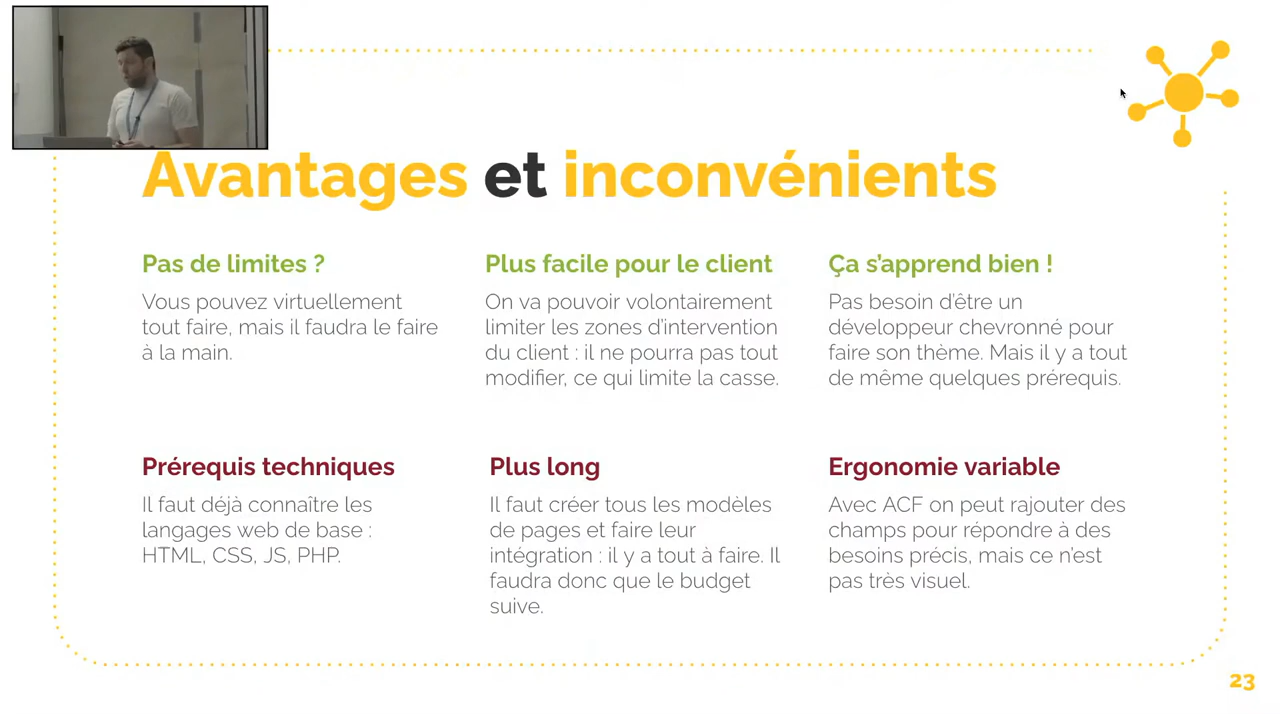 Avantages et inconvénients
Pas de limites ?
Vous pouvez virtuellement
tout faire, mais il faudra le faire
à la main.
Plus facile pour le client
On va pouvoir volontairement
limiter les zones d'intervention
du client : il ne pourra pas tout
modifier, ce qui limite la casse.
Ça s'apprend bien !
Pas besoin d'être un
développeur chevronné pour
faire son thème. Mais il y a tout
de même quelques prérequis.
Prérequis techniques
Il faut déjà connaître les
langages web de base :
HTML, CSS, JS, PHP.
Plus long
Il faut créer tous les modèles
de pages et faire leur
intégration : il y a tout à faire. Il
faudra donc que le budget
suive.
Ergonomie variable
Avec ACF on peut rajouter des
champs pour répondre à des
besoins précis, mais ce n'est
pas très visuel.
23